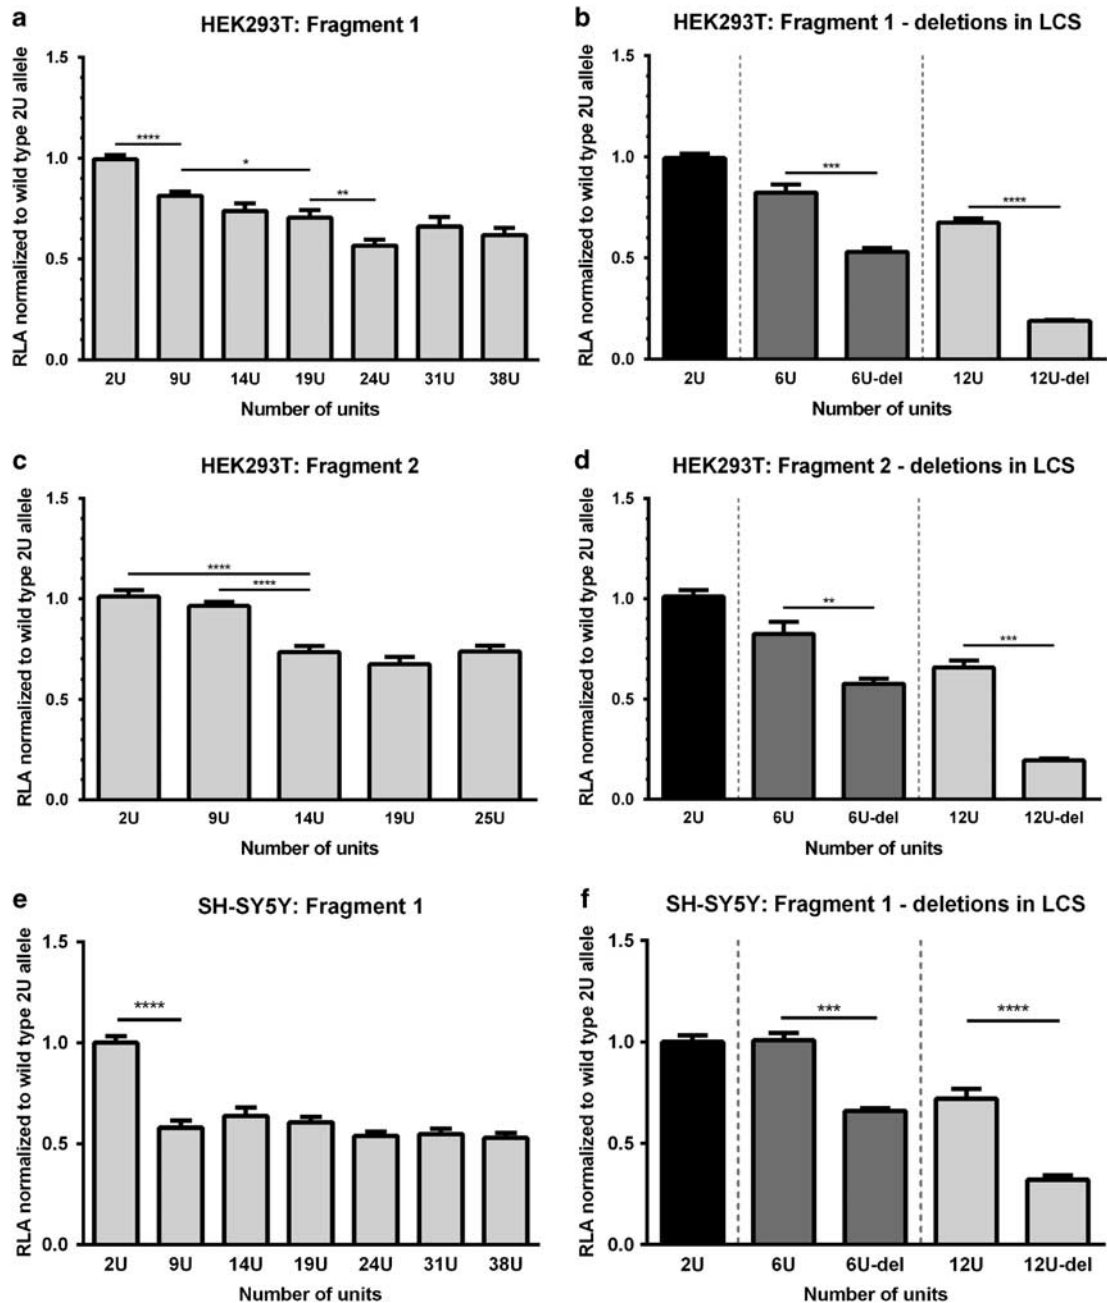 a
HEK293T: Fragment 1
RLA normalized to wild type 2U allele
1.5
1.0
0.5
0.0
****
*
**
2U 9U 14U 19U 24U 31U 38U
Number of units
b
HEK293T: Fragment 1 - deletions in LCS
RLA normalized to wild type 2U allele
1.5
1.0
0.5
0.0
***
****
2U 6U 6U-del 12U 12U-del
Number of units
c
HEK293T: Fragment 2
RLA normalized to wild type 2U allele
1.5
1.0
0.5
0.0
****
****
2U 9U 14U 19U 25U
Number of units
d
HEK293T: Fragment 2 - deletions in LCS
RLA normalized to wild type 2U allele
1.5
1.0
0.5
0.0
**
***
2U 6U 6U-del 12U 12U-del
Number of units
e
SH-SY5Y: Fragment 1
RLA normalized to wild type 2U allele
1.5
1.0
0.5
0.0
****
2U 9U 14U 19U 24U 31U 38U
Number of units
f
SH-SY5Y: Fragment 1 - deletions in LCS
RLA normalized to wild type 2U allele
1.5
1.0
0.5
0.0
***
****
2U 6U 6U-del 12U 12U-del
Number of units